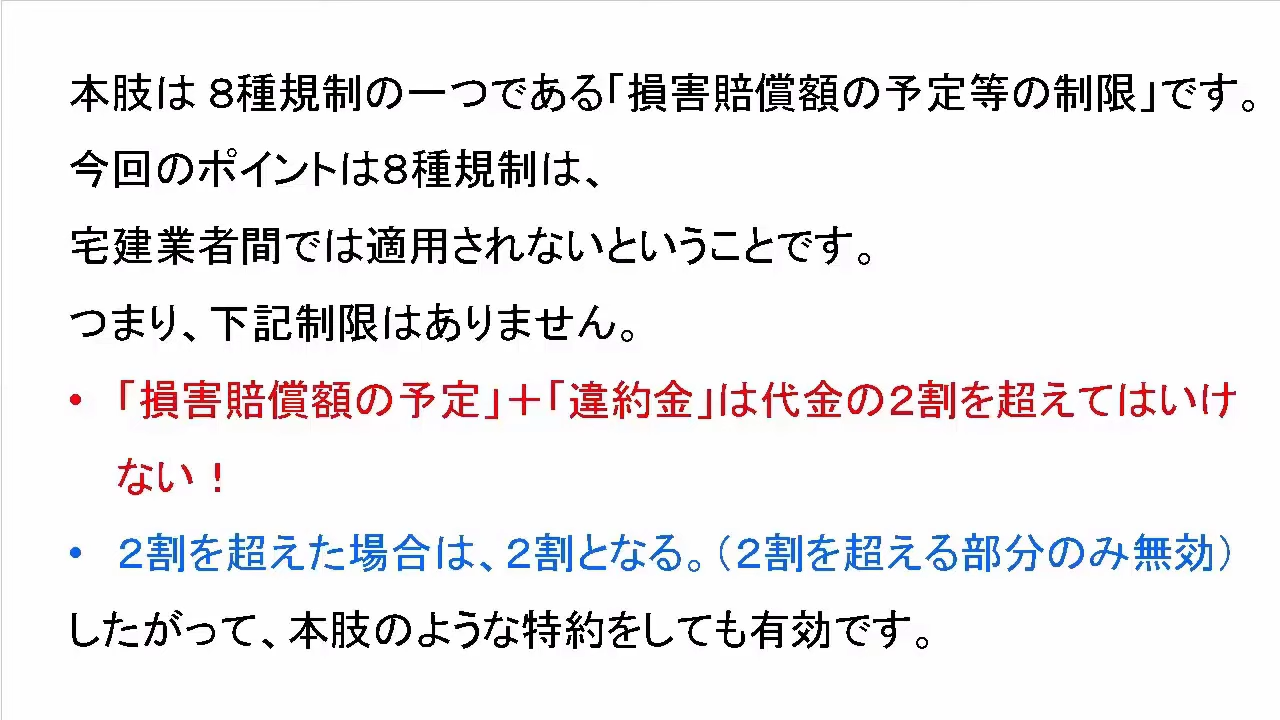 本肢は８種規制の一つである「損害賠償額の予定等の制限」です。
今回のポイントは８種規制は、
宅建業者間では適用されないということです。
つまり、下記制限はありません。
• 「損害賠償額の予定」＋「違約金」は代金の２割を超えてはいけ
ない！
• ２割を超えた場合は、２割となる。（２割を超える部分のみ無効）
したがって、本肢のような特約をしても有効です。